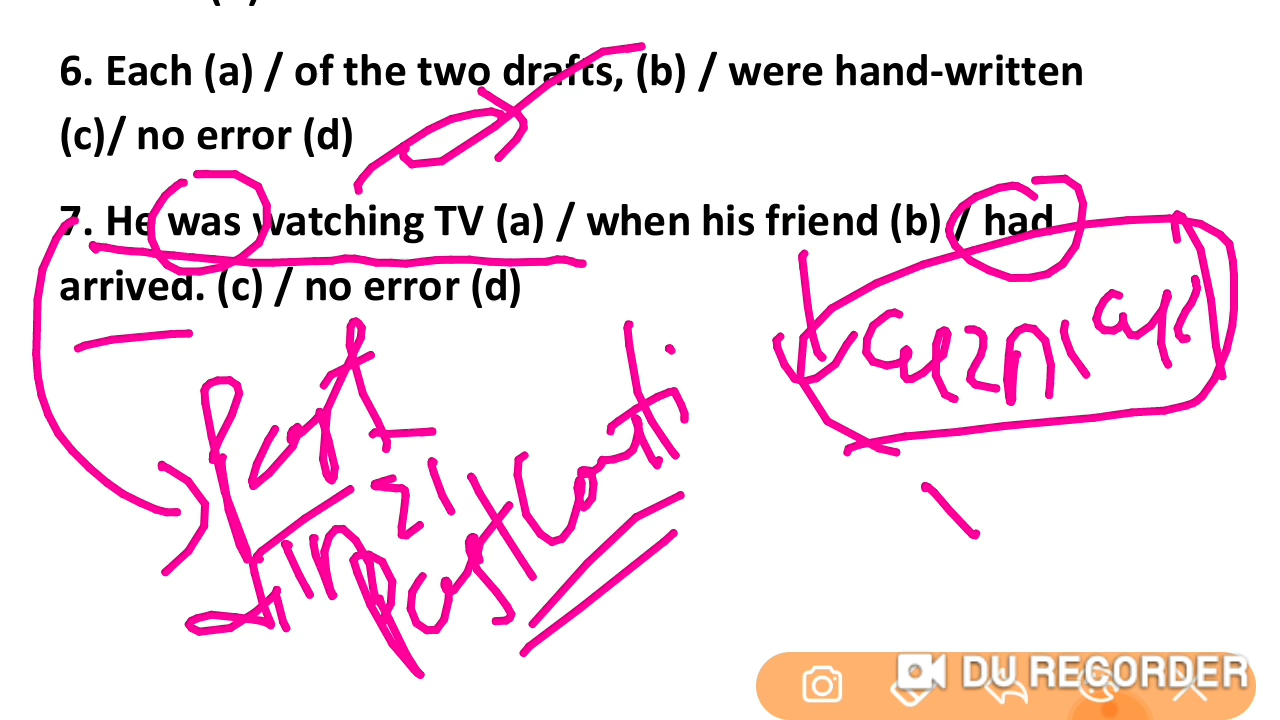 6. Each (a) / of the two drafts, (b) / were hand-written
(c)/ no error (d)
7. He was watching TV (a) / when his friend (b) / had
arrived. (c) / no error (d)
Past
Past Conti
DU RECORDER